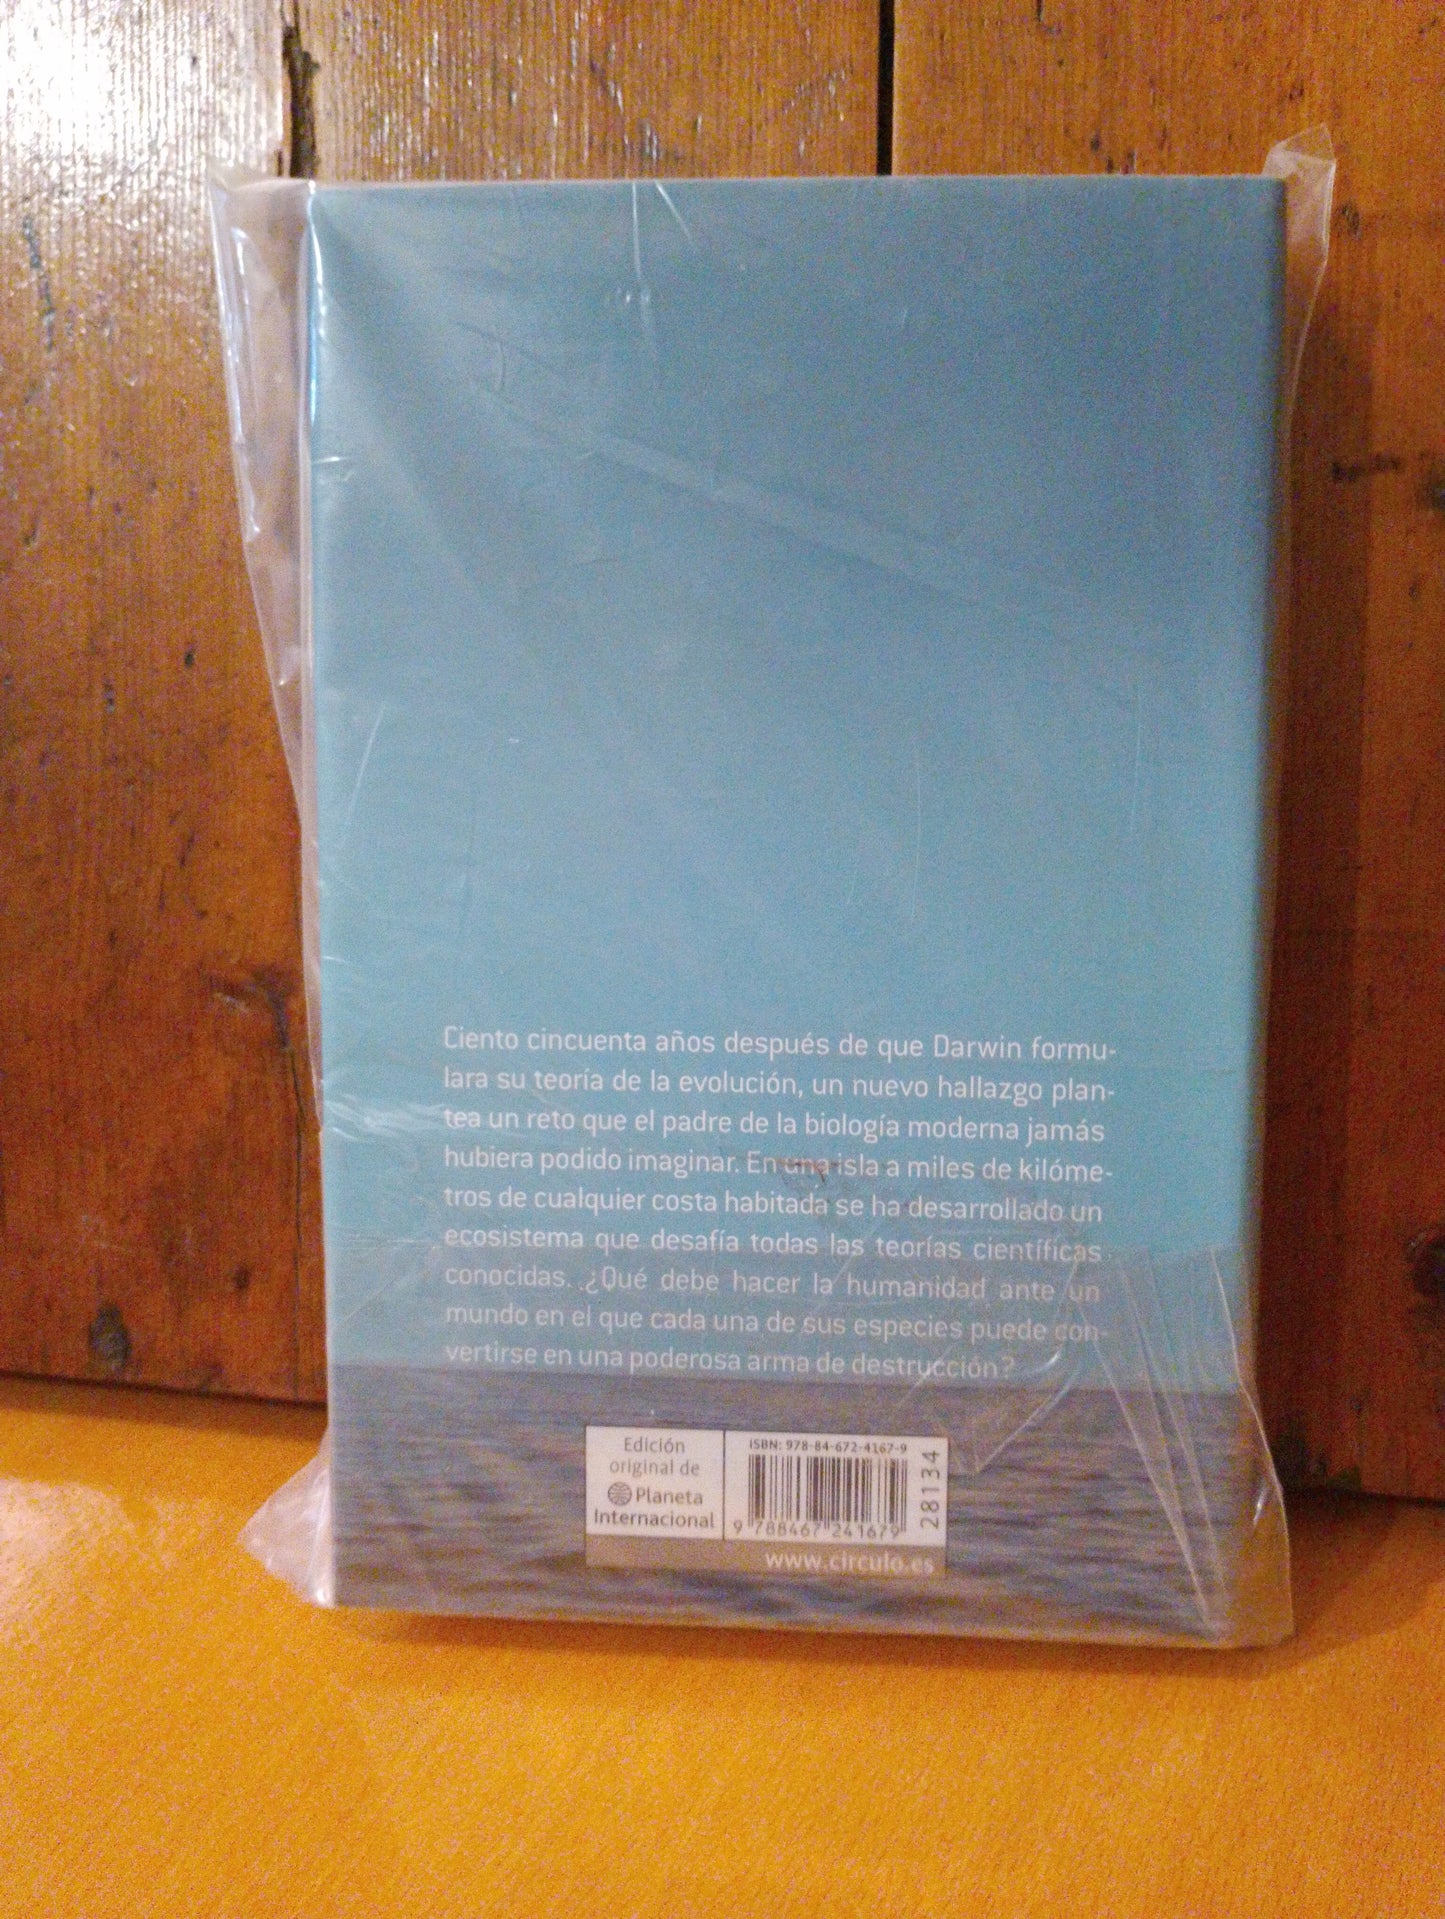 Ciento cincuenta años después de que Darwin formu-
lara su teoría de la evolución, un nuevo hallazgo plan-
tea un reto que el padre de la biología moderna jamás
hubiera podido imaginar. En una isla a miles de kilóme-
tros de cualquier costa habitada se ha desarrollado un
ecosistema que desafía todas las teorías científicas
conocidas. ¿Qué debe hacer la humanidad ante un
mundo en el que cada una de sus especies puede con-
vertirse en una poderosa arma de destrucción?
Edición
original de
Planeta
Internacional
ISBN: 978-84-672-4167-9
9 788467 241679
28134
www.circulo.es